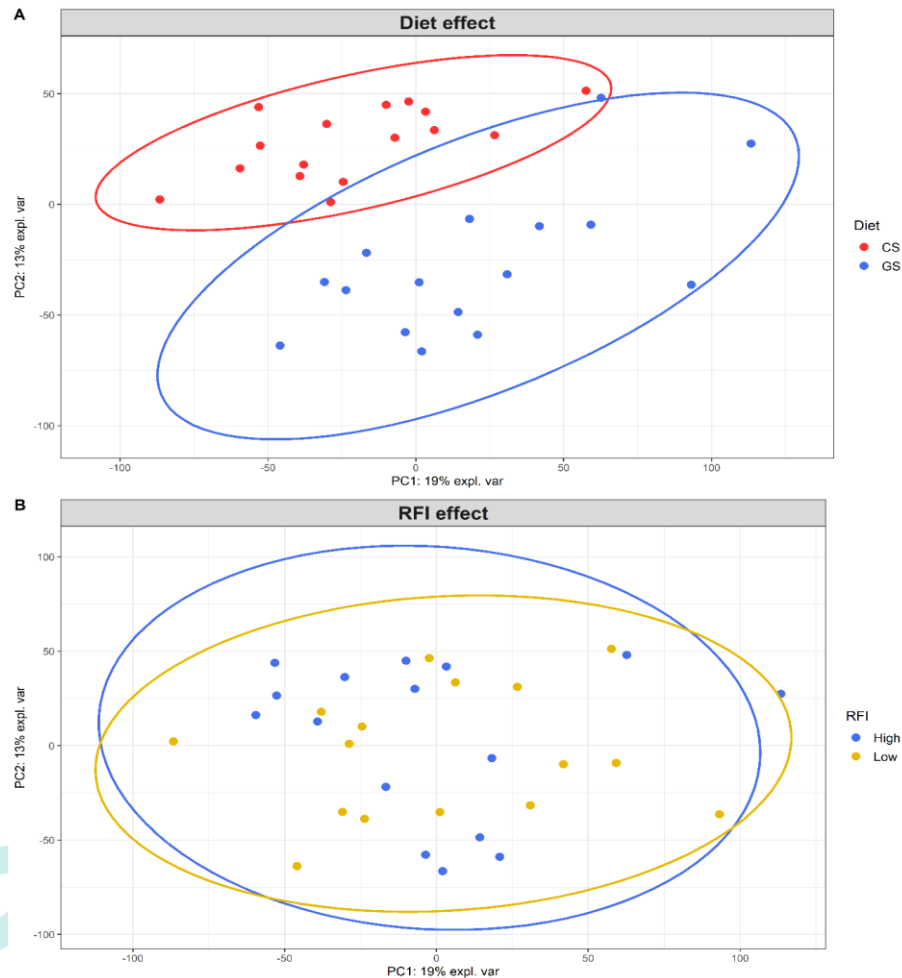 A
Diet effect
50
0
-50
-100
PC2: 13% expl. var
-100
-50
0
50
100
PC1: 19% expl. var
Diet
CS
GS
B
RFI effect
100
50
0
-50
-100
PC2: 13% expl. var
-100
-50
0
50
100
PC1: 19% expl. var
RFI
High
Low